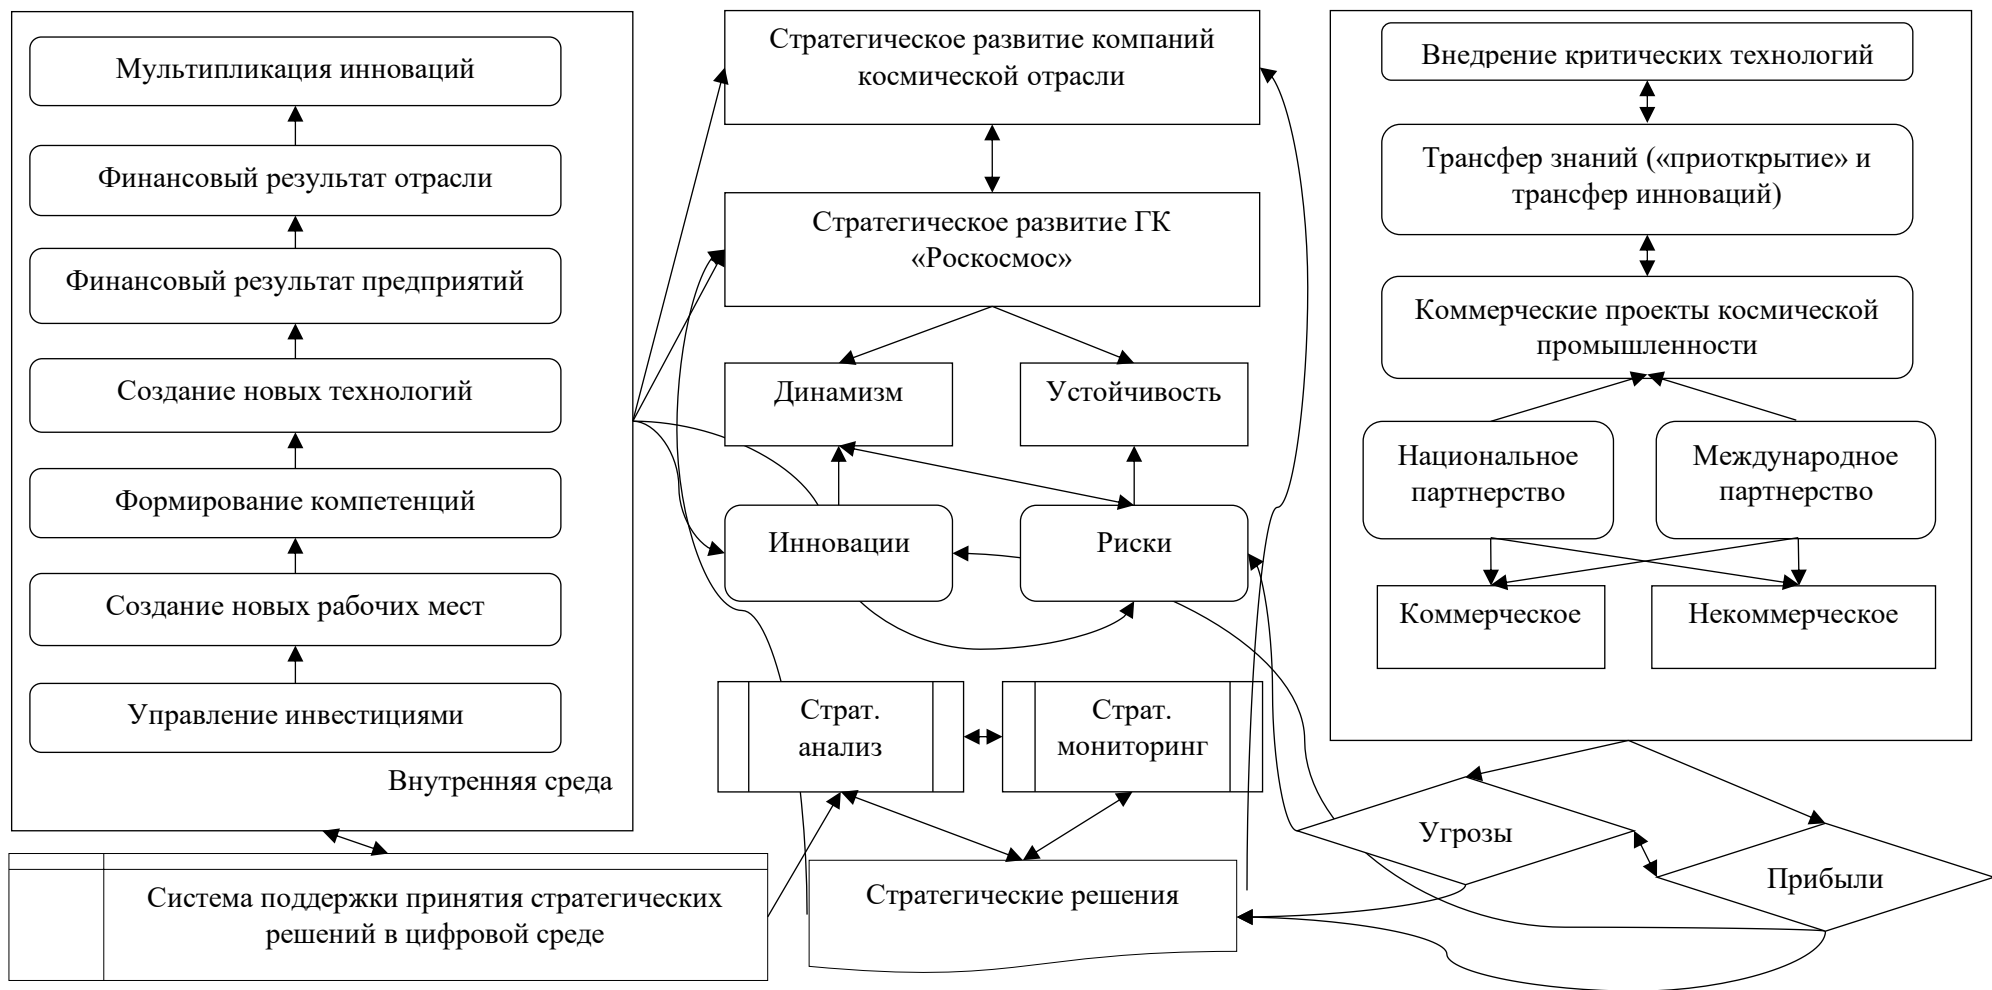 Мультипликация инноваций
Финансовый результат отрасли
Финансовый результат предприятий
Создание новых технологий
Формирование компетенций
Создание новых рабочих мест
Управление инвестициями
Внутренняя среда
Система поддержки принятия стратегических
решений в цифровой среде
Стратегическое развитие компаний
космической отрасли
Стратегическое развитие ГК
«Роскосмос»
Динамизм
Устойчивость
Инновации
Риски
Страт.
анализ
Страт.
мониторинг
Стратегические решения
Внедрение критических технологий
Трансфер знаний («приоткрытие» и
трансфер инноваций)
Коммерческие проекты космической
промышленности
Национальное
партнерство
Международное
партнерство
Коммерческое
Некоммерческое
Угрозы
Прибыли